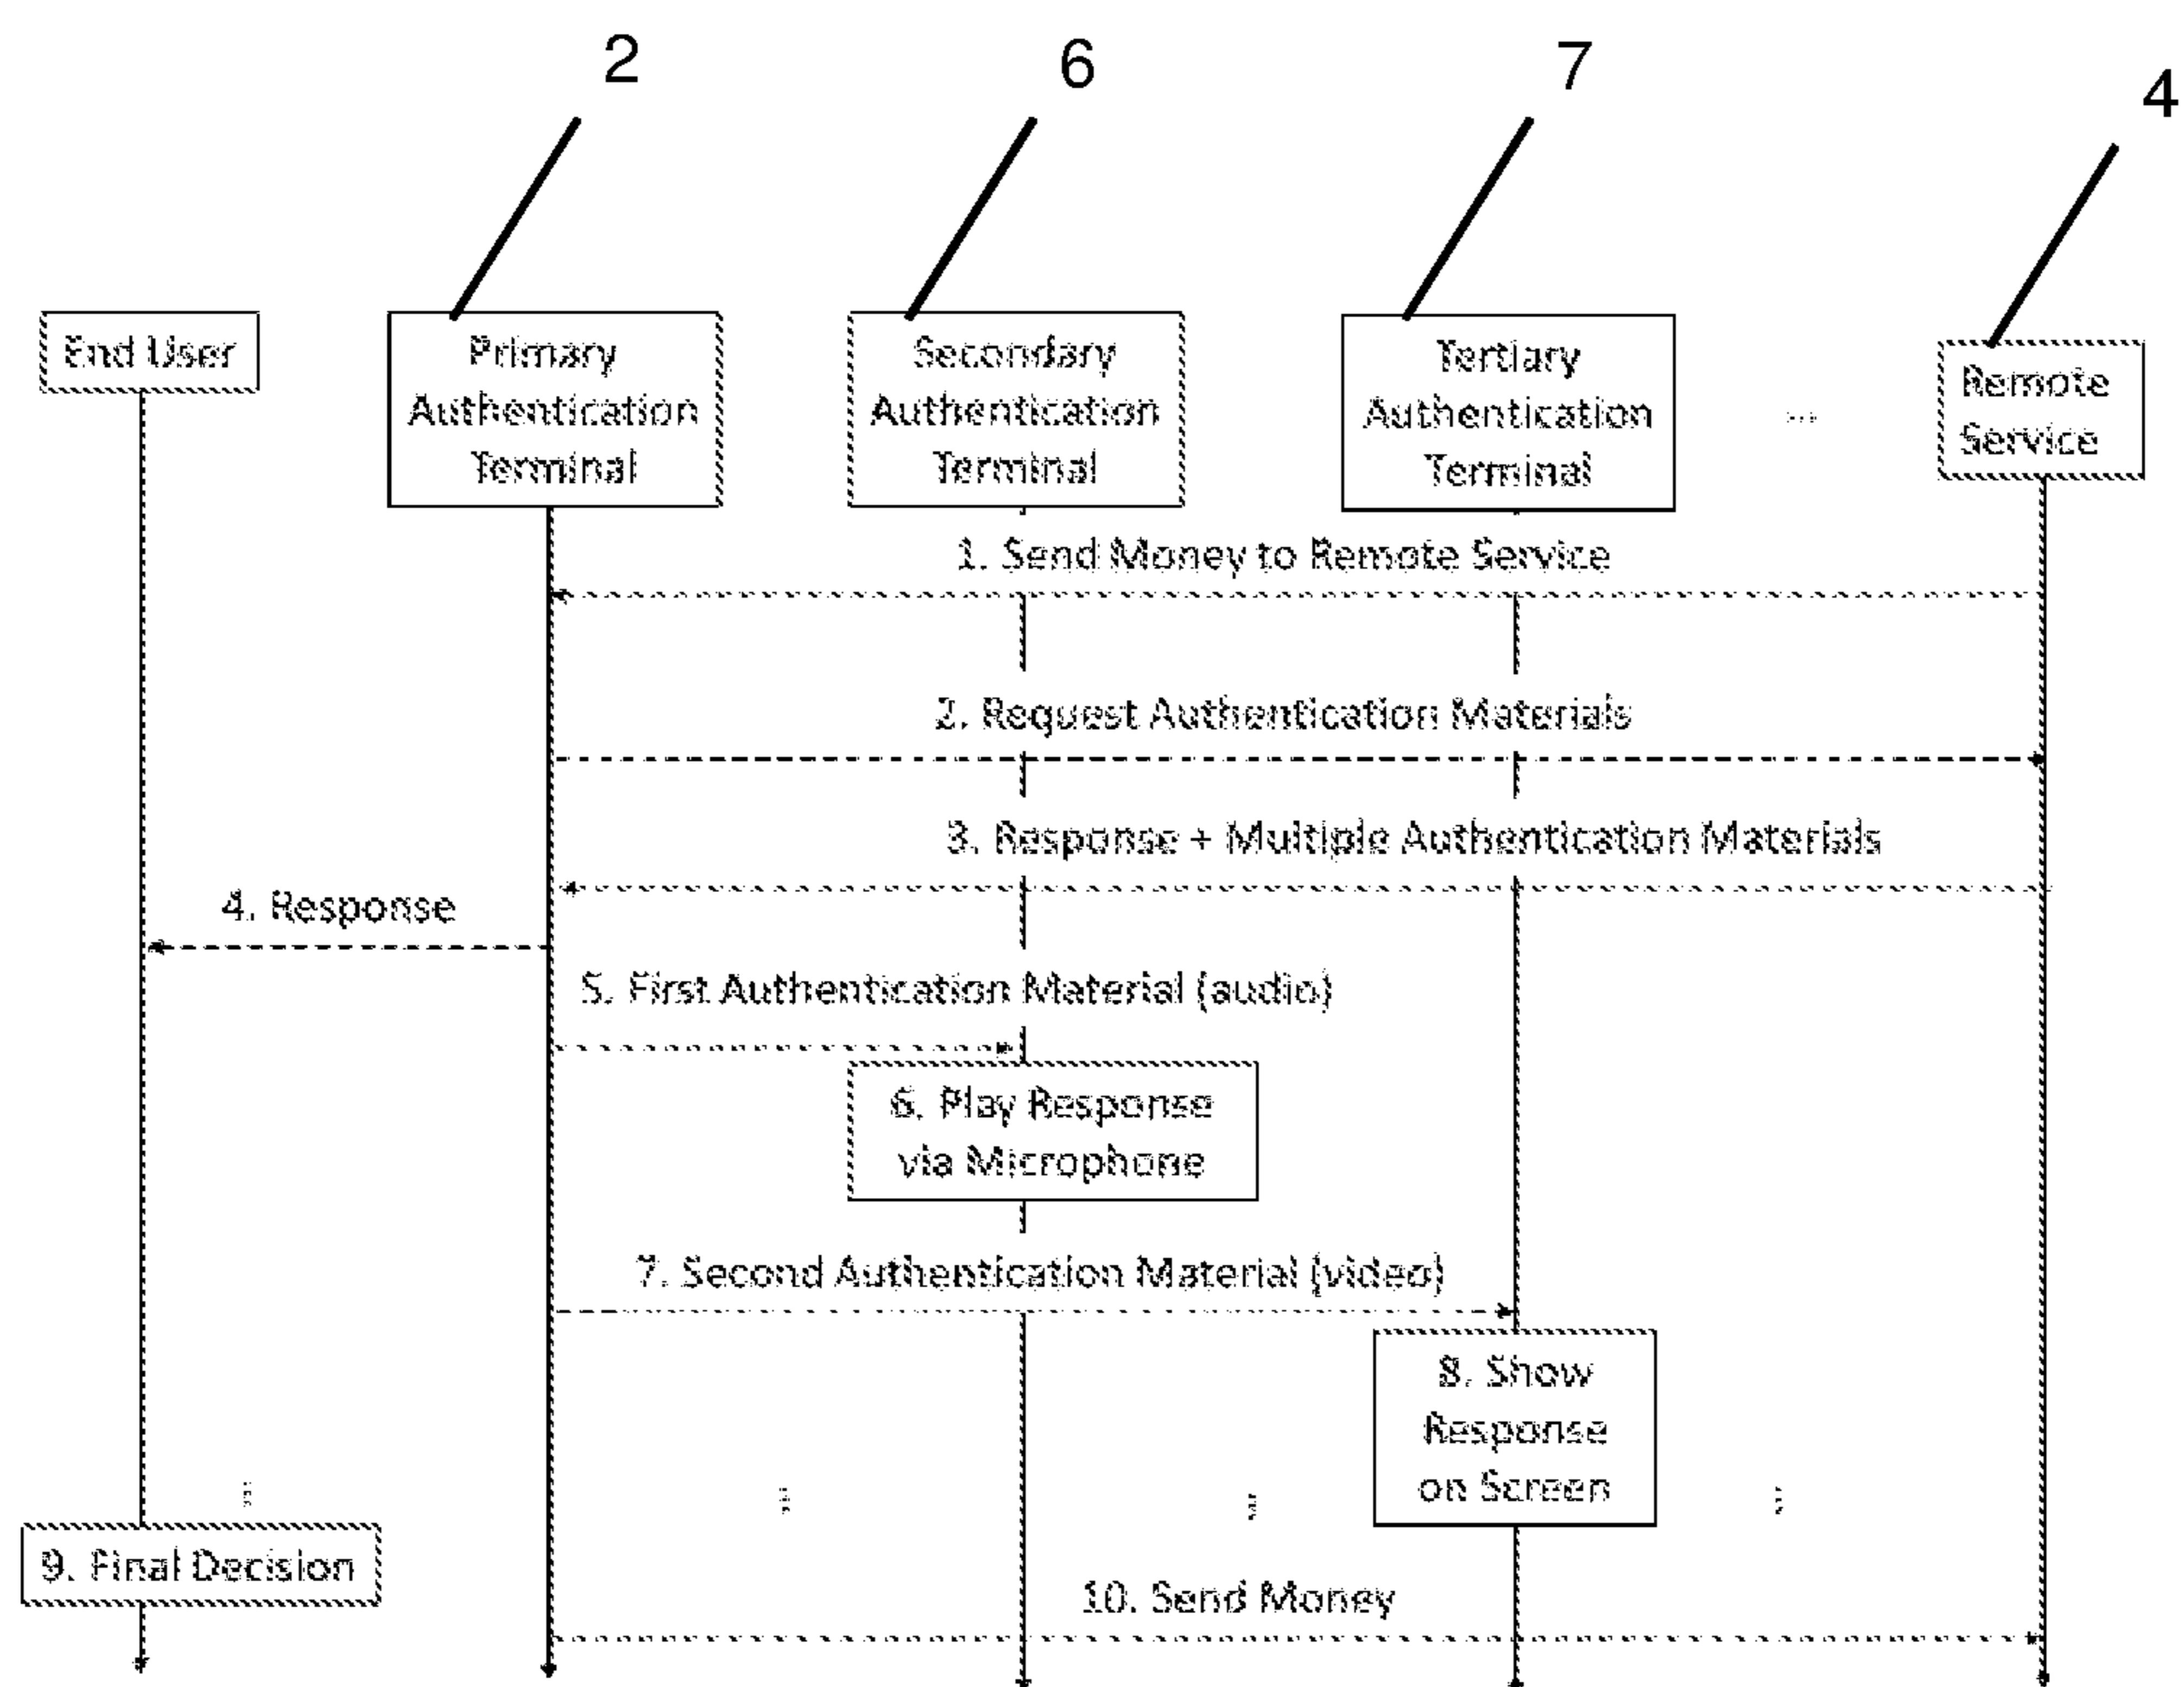 2
6
7
4
End User
Primary
Authentication
Terminal
Secondary
Authentication
Terminal
Tertiary
Authentication
Terminal
...
Remote
Service
1. Send Money to Remote Service
2. Request Authentication Materials
3. Response + Multiple Authentication Materials
4. Response
5. First Authentication Material (audio)
6. Play Response
via Microphone
7. Second Authentication Material (video)
8. Show
Response
on Screen
9. Final Decision
10. Send Money